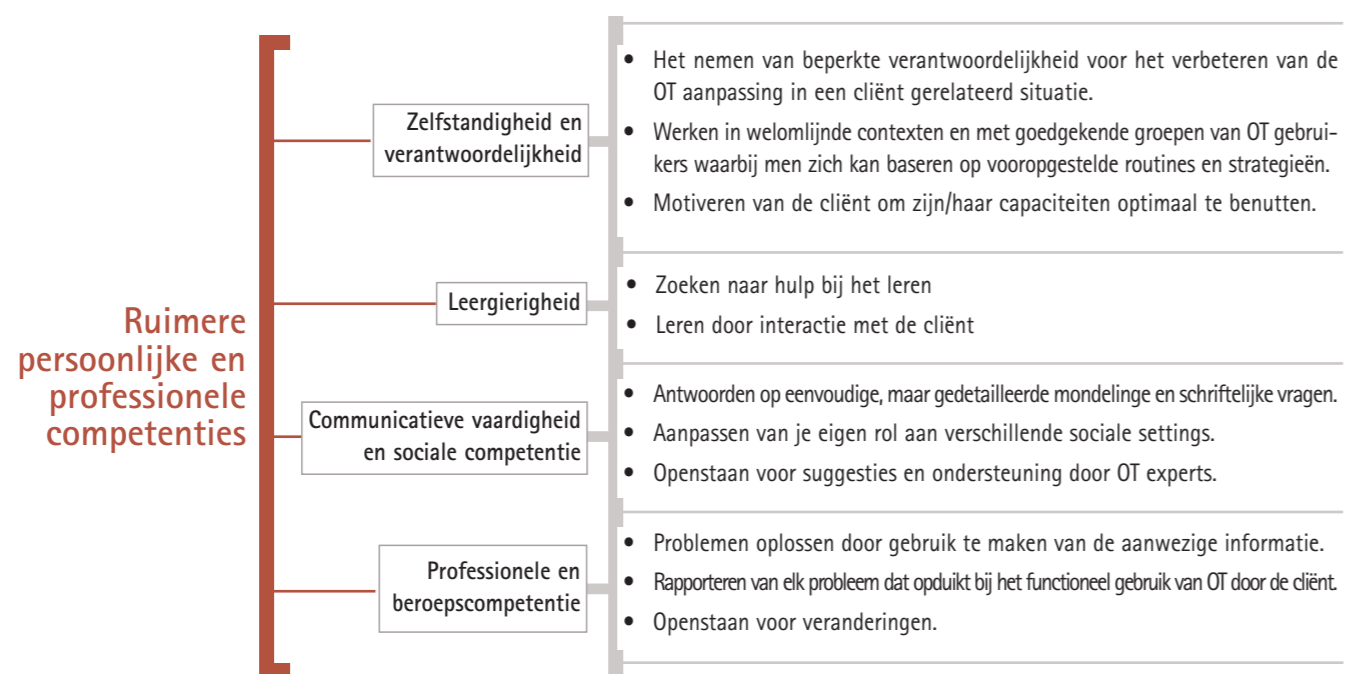 Ruimere
persoonlijke en
professionele
competenties
Zelfstandigheid en
verantwoordelijkheid
• Het nemen van beperkte verantwoordelijkheid voor het verbeteren van de
OT aanpassing in een cliënt gerelateerd situatie.
• Werken in welomlijnde contexten en met goedgekende groepen van OT gebrui-
kers waarbij men zich kan baseren op vooropgestelde routines en strategieën.
• Motiveren van de cliënt om zijn/haar capaciteiten optimaal te benutten.
Leergierigheid
• Zoeken naar hulp bij het leren
• Leren door interactie met de cliënt
Communicatieve vaardigheid
en sociale competentie
• Antwoorden op eenvoudige, maar gedetailleerde mondelinge en schriftelijke vragen.
• Aanpassen van je eigen rol aan verschillende sociale settings.
• Openstaan voor suggesties en ondersteuning door OT experts.
Professionele en
beroepscompetentie
• Problemen oplossen door gebruik te maken van de aanwezige informatie.
• Rapporteren van elk probleem dat opduikt bij het functioneel gebruik van OT door de cliënt.
• Openstaan voor veranderingen.